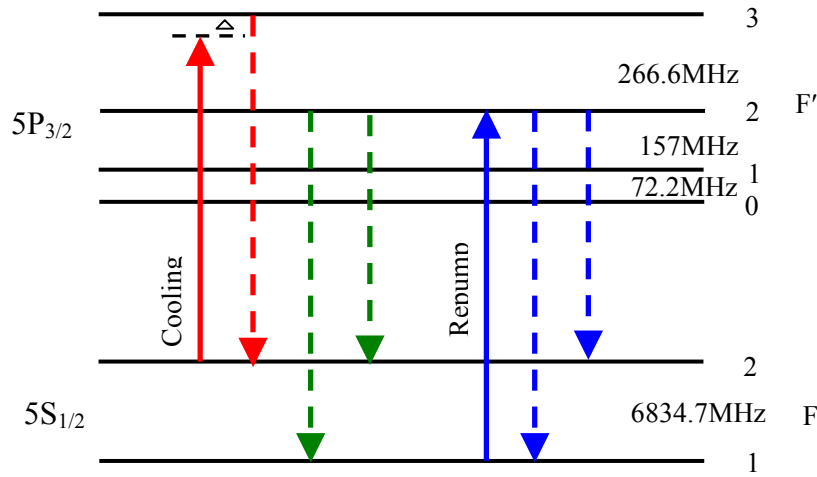 Δ
3
266.6MHz
5P3/2
2
F′
157MHz
1
72.2MHz
0
Cooling
Repump
2
5S1/2
6834.7MHz
F
1